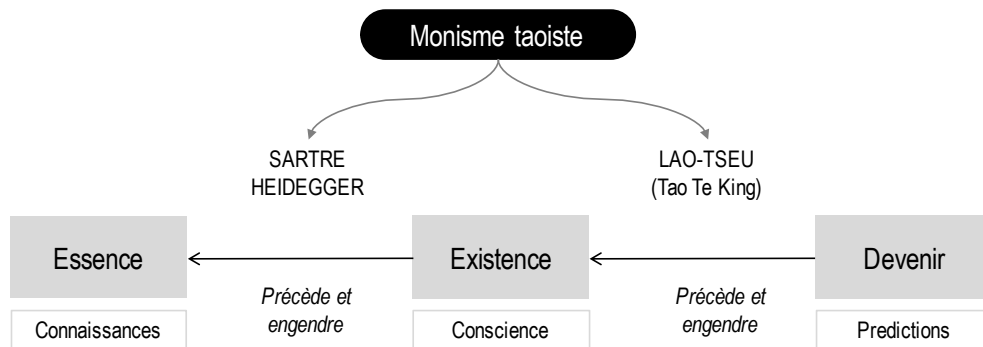 Monisme taoiste
SARTRE
HEIDEGGER
LAO-TSEU
(Tao Te King)
Essence
Existence
Devenir
Précède et
engendre
Précède et
engendre
Connaissances
Conscience
Predictions